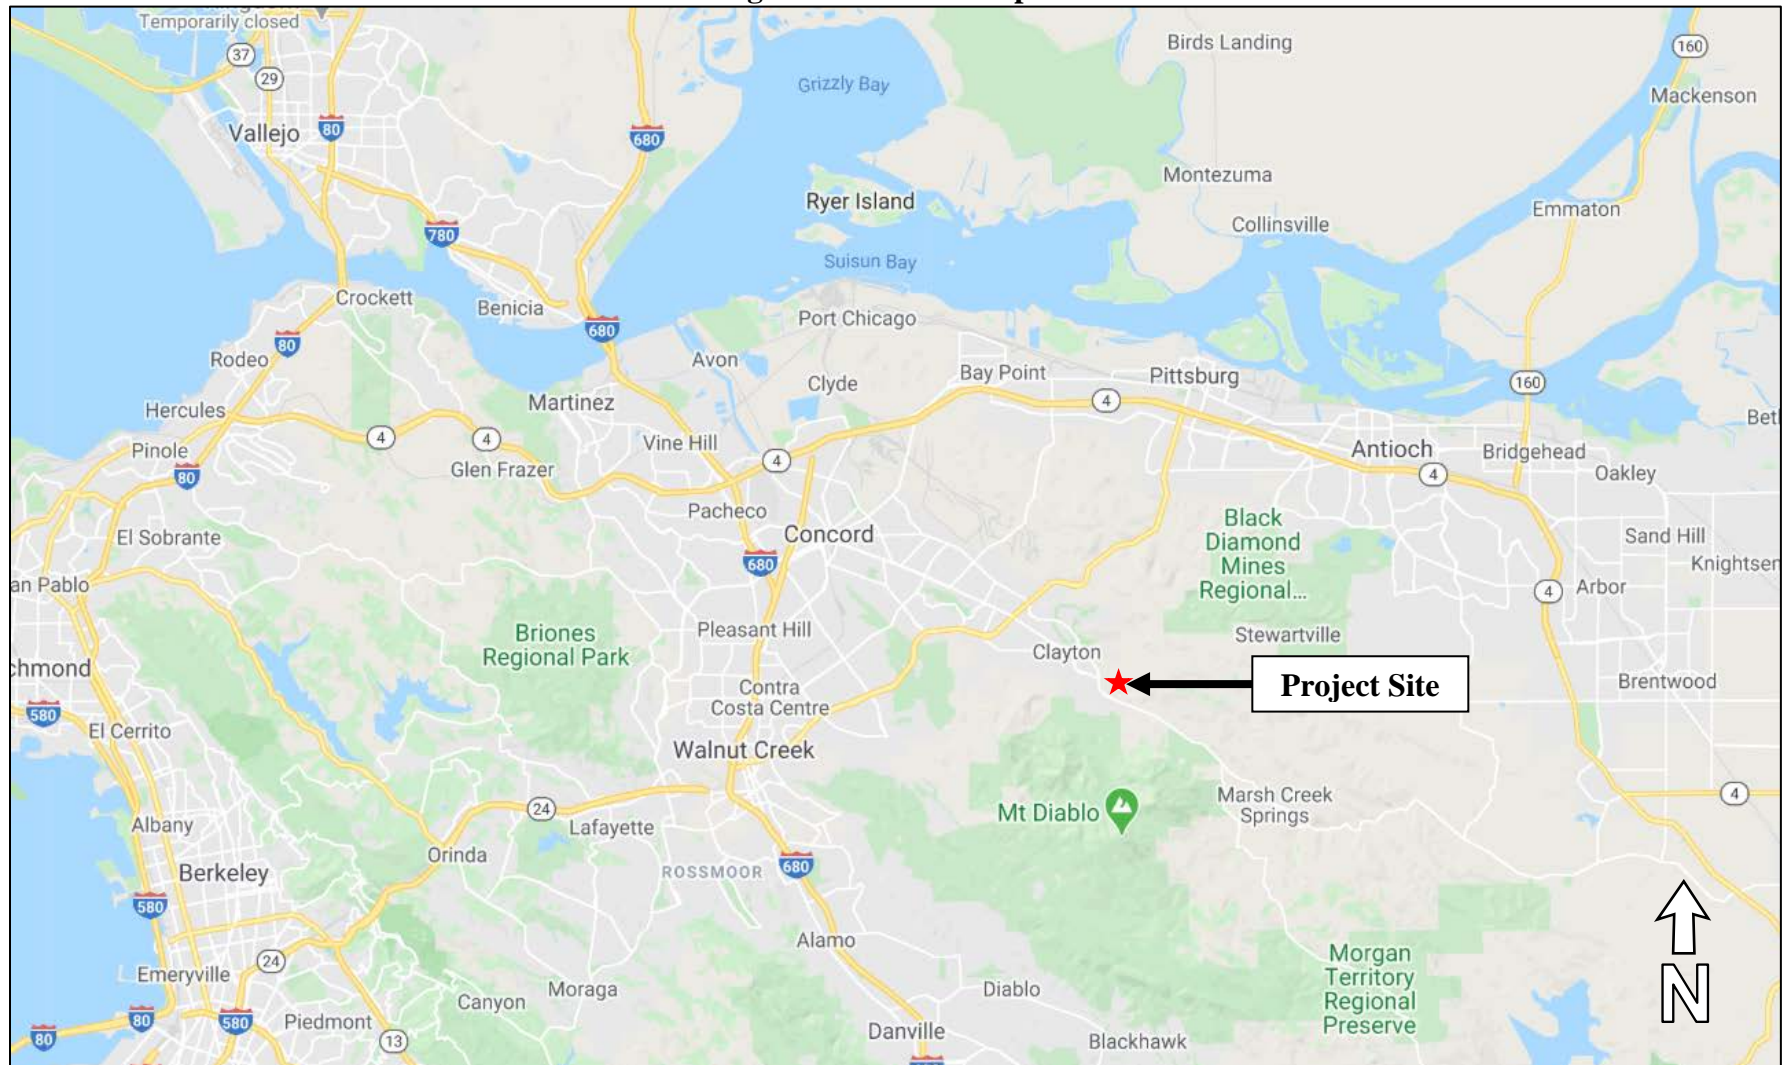 Temporarily closed
37
29
Vallejo
80
680
Grizzly Bay
Birds Landing
160
Mackenson
Montezuma
Ryer Island
Emmaton
Collinsville
780
Suisun Bay
Crockett
Benicia
680
Port Chicago
80
Rodeo
Avon
Clyde
Bay Point
Pittsburg
160
4
Hercules
Martinez
4
4
Vine Hill
Pinole
80
Glen Frazer
4
Antioch
4
Bridgehead
Oakley
Pacheco
Concord
El Sobrante
680
Black
Diamond
Mines
Regional...
Sand Hill
Knightsen
4
Arbor
an Pablo
Briones
Regional Park
Pleasant Hill
Stewartville
Clayton
chmond
580
El Cerrito
Contra
Costa Centre
Project Site
Brentwood
Walnut Creek
Mt Diablo
Marsh Creek
Springs
4
24
Lafayette
Albany
Orinda
Berkeley
ROSSMOOR
680
580
Alamo
24
Emeryville
Canyon
Moraga
Diablo
Morgan
Territory
Regional
Preserve
N
80
80
580
Piedmont
13
Danville
Blackhawk